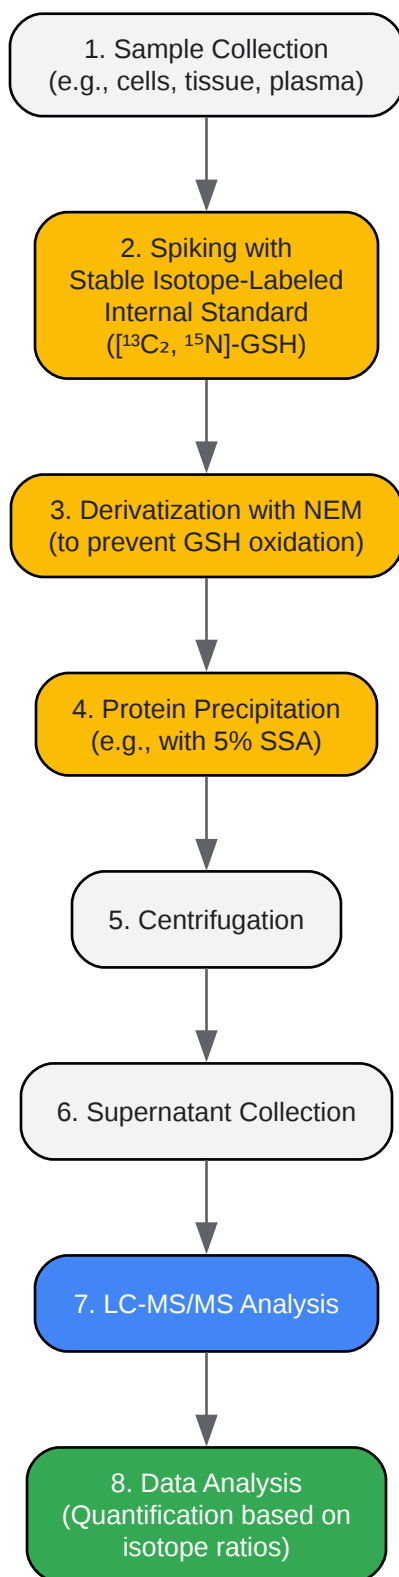 1. Sample Collection
(e.g., cells, tissue, plasma)
2. Spiking with
Stable Isotope-Labeled
Internal Standard
([¹³C₂, ¹⁵N]-GSH)
3. Derivatization with NEM
(to prevent GSH oxidation)
4. Protein Precipitation
(e.g., with 5% SSA)
5. Centrifugation
6. Supernatant Collection
7. LC-MS/MS Analysis
8. Data Analysis
(Quantification based on
isotope ratios)